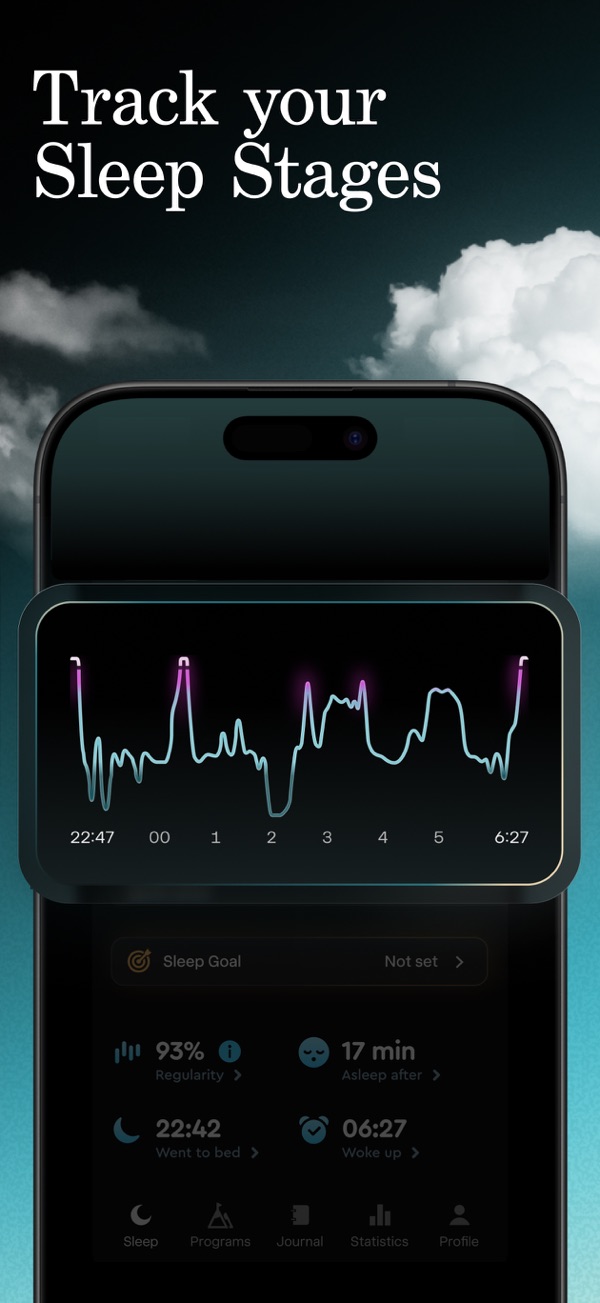 Track your
Sleep Stages
22:47 00 1 2 3 4 5 6:27
Sleep Goal Not set
93% 17 min
Regularity Asleep after
22:42 06:27
Went to bed Woke up
Sleep Programs Journal Statistics Profile